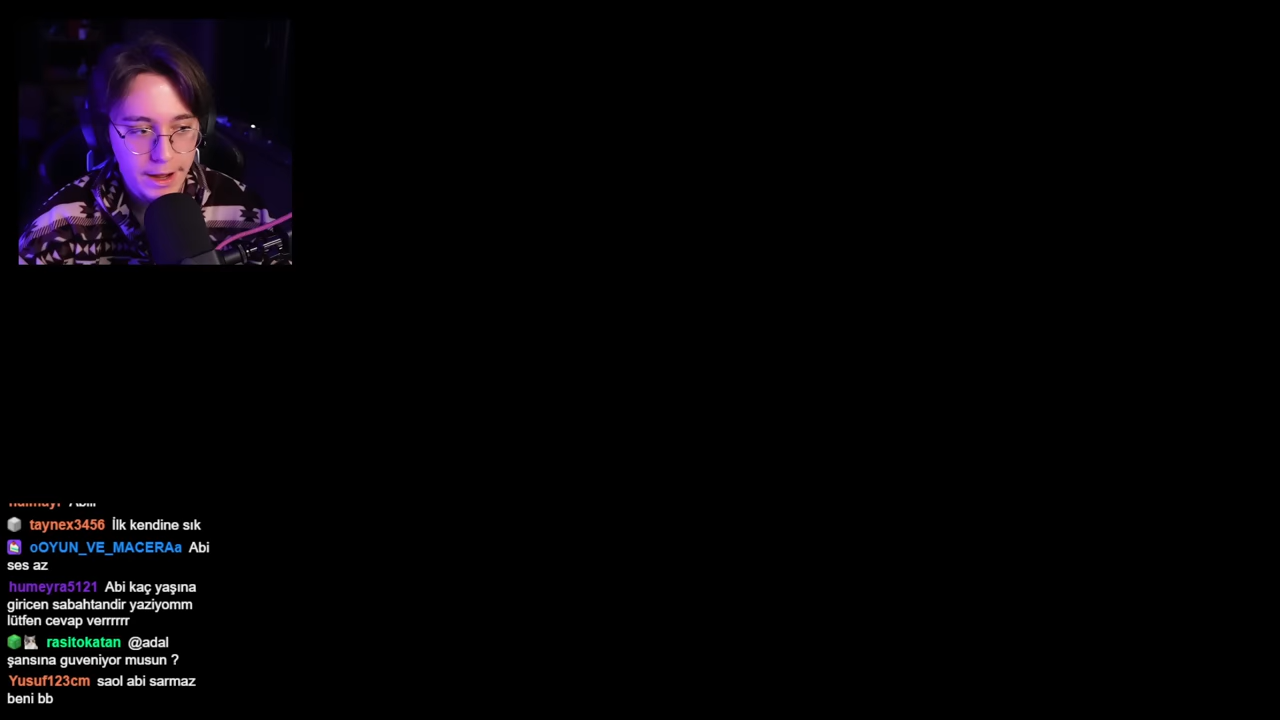 taynex3456 İlk kendine sık
oOYUN_VE_MACERAa Abi
ses az
humeyra5121 Abi kaç yaşına
giricen sabahtandir yaziyomm
lütfen cevap verrrrrr
rasitokatan @adal
şansına guveniyor musun ?
Yusuf123cm saol abi sarmaz
beni bb